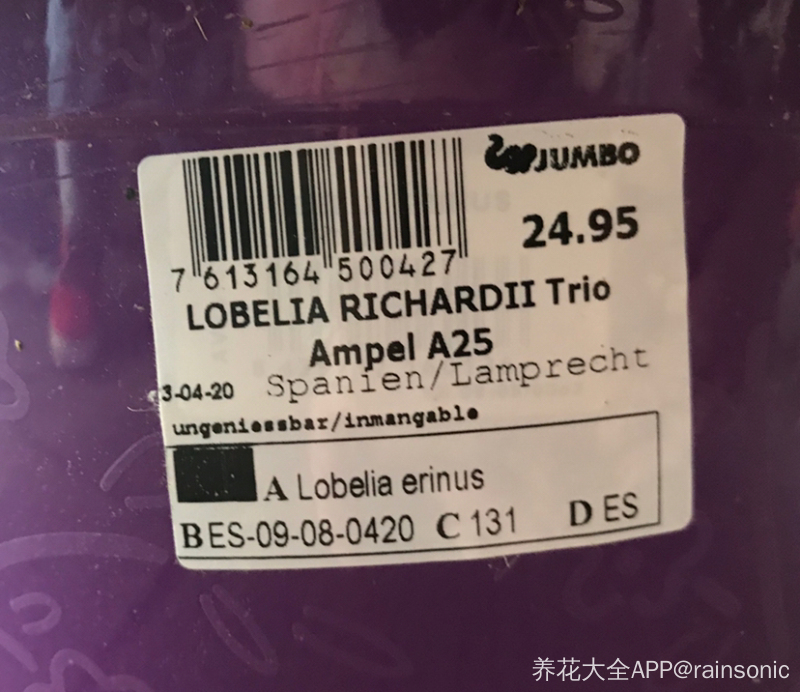 JUMBO
24.95
7 613164 500427
LOBELIA RICHARDII Trio
Ampel A25
3-04-20 Spanien/Lamprecht
ungeniessbar/inmangable
A Lobelia erinus
B ES-09-08-0420 C 131 D ES
养花大全APP@rainsonic